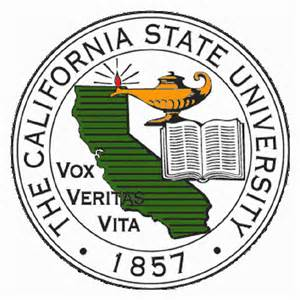 THE CALIFORNIA STATE UNIVERSITY
VOX
VERITAS
VITA
• 1857 •